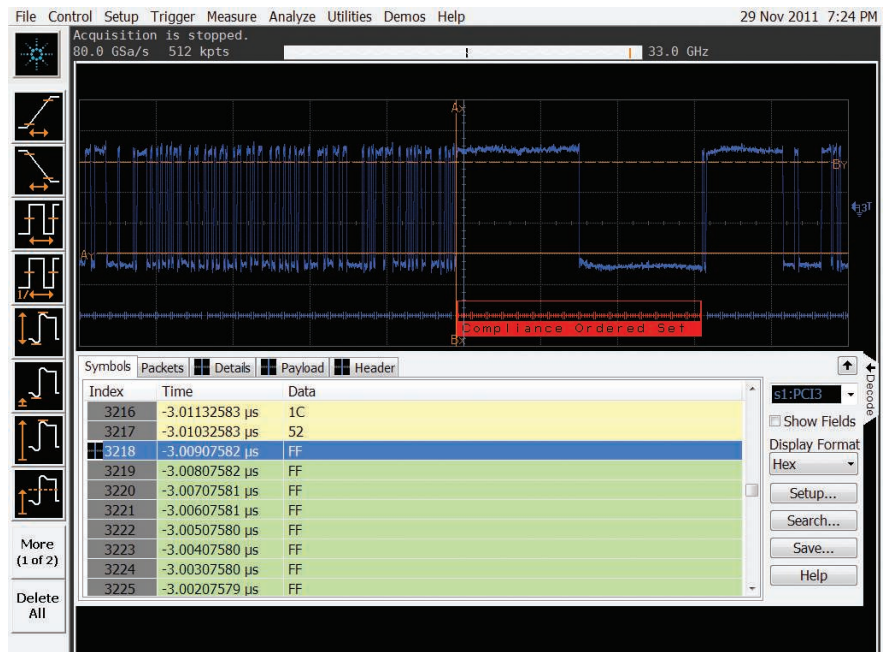 File Control Setup Trigger Measure Analyze Utilities Demos Help 29 Nov 2011 7:24 PM
Acquisition is stopped.
80.0 GSa/s 512 kpts 33.0 GHz
Ax
By
3T
Ay
Compliance Ordered Set
Bx
Symbols Packets Details Payload Header
Decode
Index Time Data
3216 -3.01132583 µs 1C
3217 -3.01032583 µs 52
3218 -3.00907582 µs FF
3219 -3.00807582 µs FF
3220 -3.00707581 µs FF
3221 -3.00607581 µs FF
3222 -3.00507580 µs FF
3223 -3.00407580 µs FF
3224 -3.00307580 µs FF
3225 -3.00207579 µs FF
s1:PCI3
Show Fields
Display Format
Hex
Setup...
Search...
Save...
Help
1/
More
(1 of 2)
Delete
All